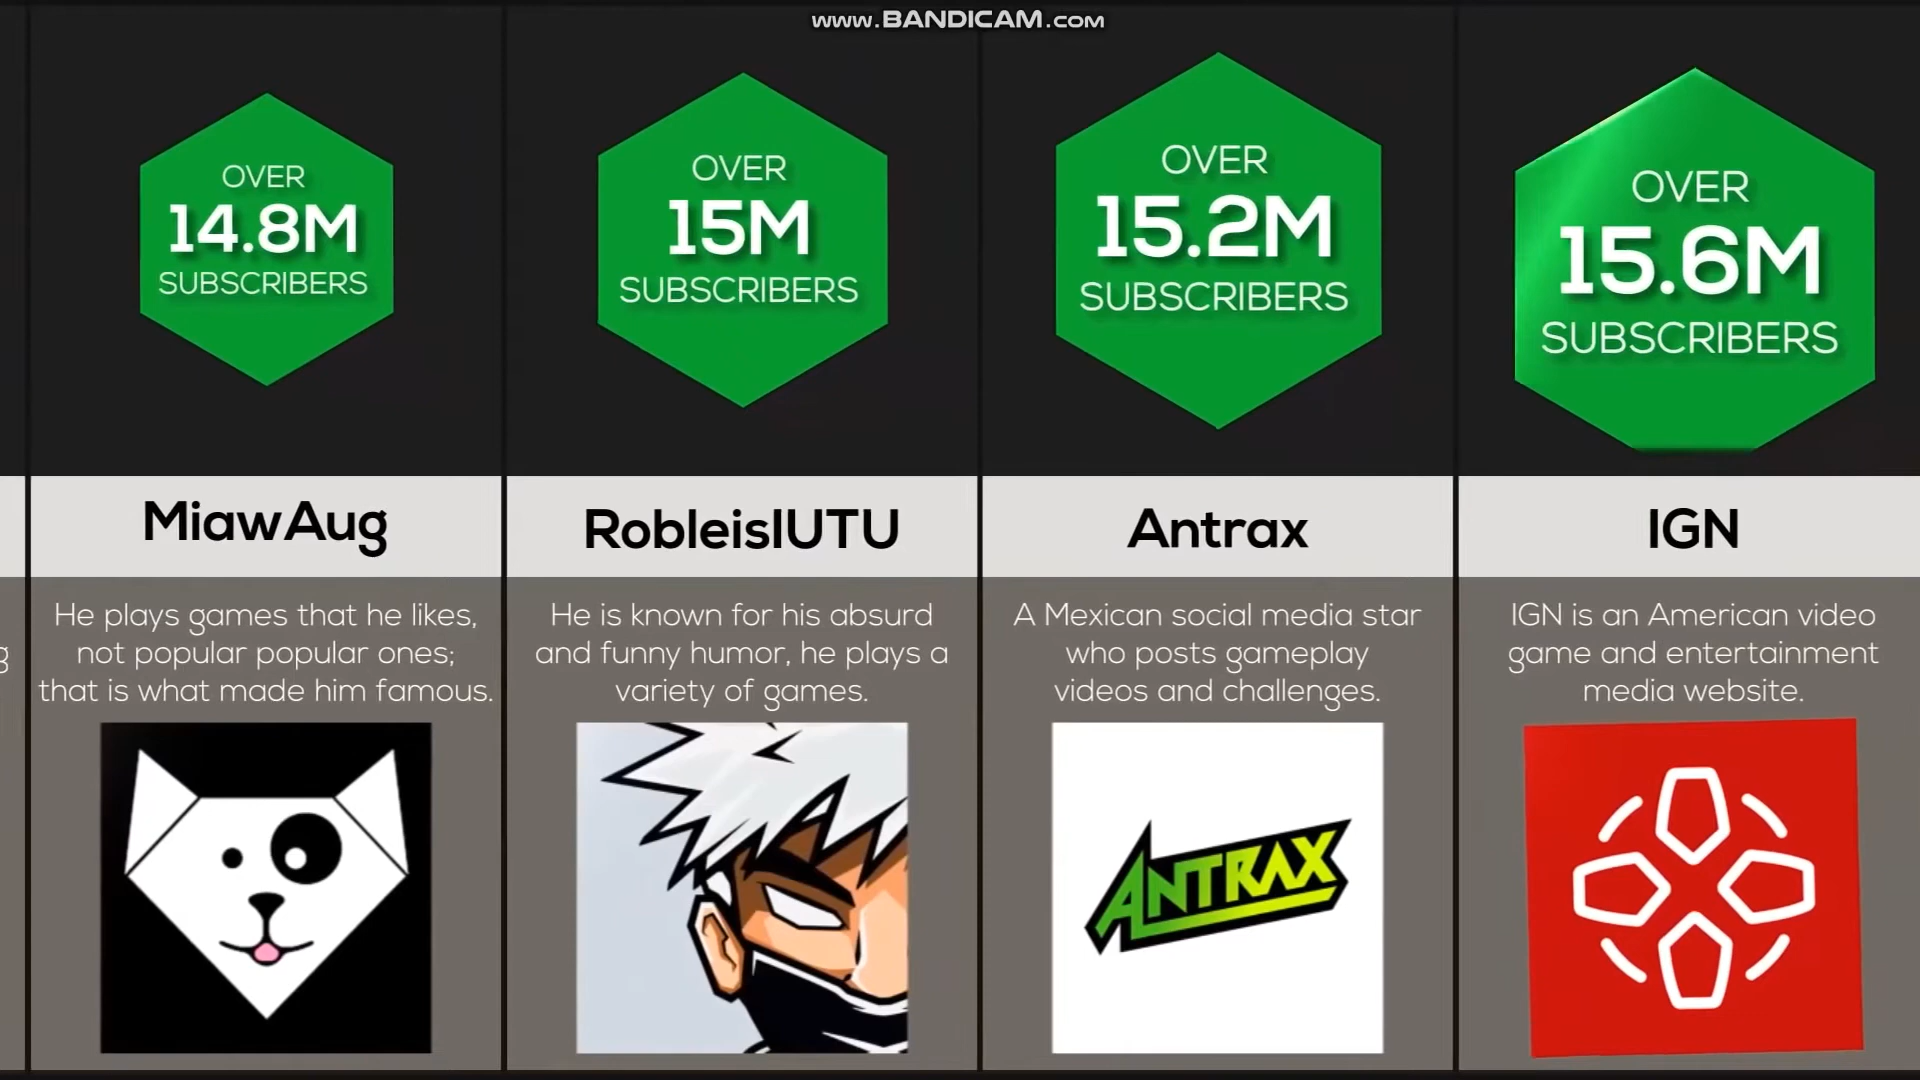 www.BANDICAM.com
OVER
14.8M
SUBSCRIBERS
OVER
15M
SUBSCRIBERS
OVER
15.2M
SUBSCRIBERS
OVER
15.6M
SUBSCRIBERS
MiawAug
RobleisIUTU
Antrax
IGN
g
He plays games that he likes,
not popular popular ones;
that is what made him famous.
He is known for his absurd
and funny humor, he plays a
variety of games.
A Mexican social media star
who posts gameplay
videos and challenges.
IGN is an American video
game and entertainment
media website.
ANTRAX